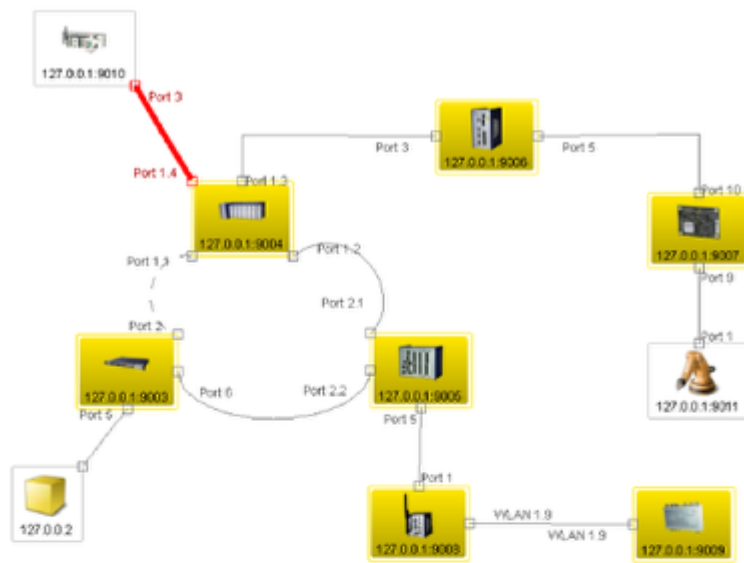 127.0.0.1:9010
Port 3
Port 1.4
Port 3
127.0.0.1:9006
Port 5
Port 1.3
127.0.0.1:9004
Port 10
127.0.0.1:9007
Port 9
Port 1.1
Port 1.2
Port 2.1
Port 2
Port 1
127.0.0.1:9011
127.0.0.1:9003
Port 6
Port 2.2
127.0.0.1:9005
Port 5
Port 1
127.0.0.2
WLAN 1.9
WLAN 1.9
127.0.0.1:9009